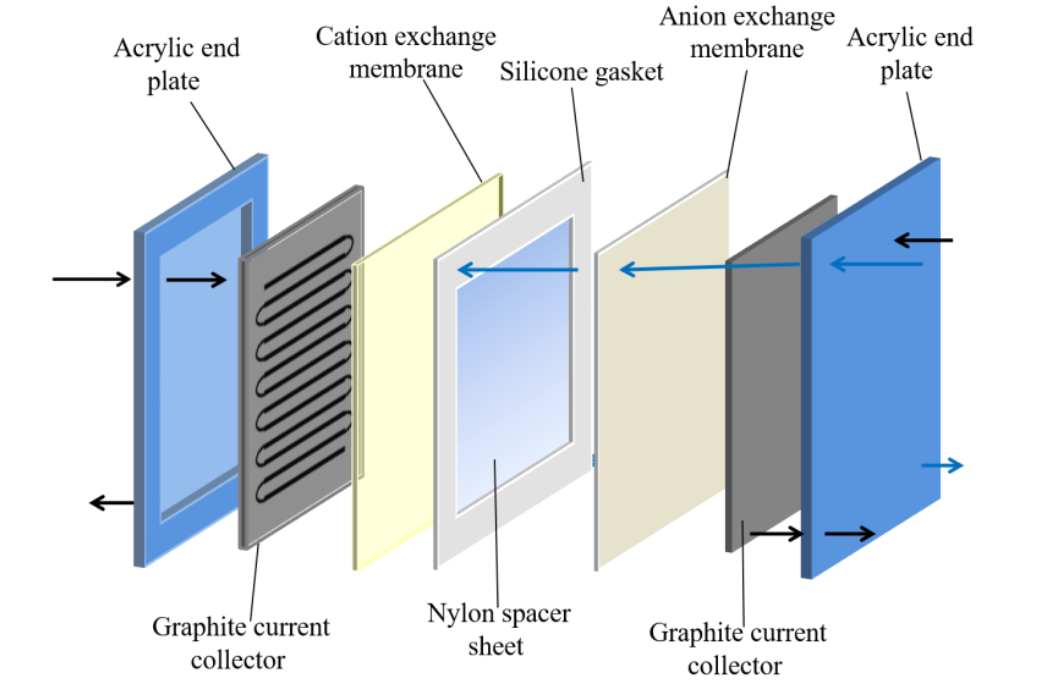 Acrylic end
plate
Cation exchange
membrane
Silicone gasket
Anion exchange
membrane
Acrylic end
plate
Graphite current
collector
Nylon spacer
sheet
Graphite current
collector